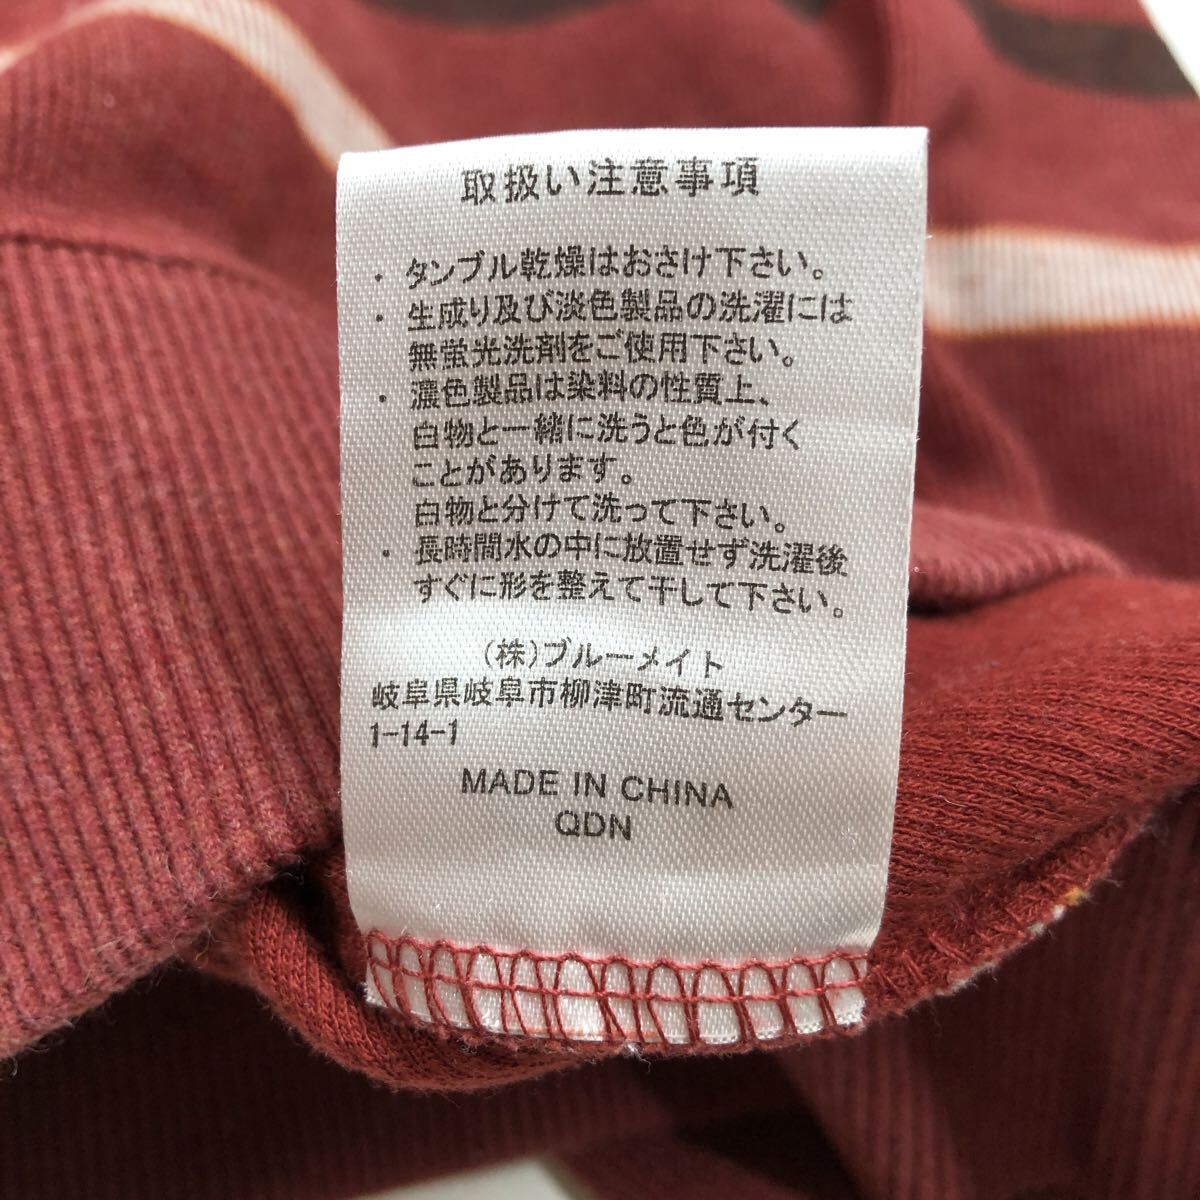 取扱い注意事項
・タンブル乾燥はおさけ下さい。
・生成り及び淡色製品の洗濯には
無蛍光洗剤をご使用下さい。
・濃色製品は染料の性質上、
白物と一緒に洗うと色が付く
ことがあります。
白物と分けて洗って下さい。
・長時間水の中に放置せず洗濯後
すぐに形を整えて干して下さい。
(株)ブルーメイト
岐阜県岐阜市柳津町流通センター
1-14-1
MADE IN CHINA
QDN